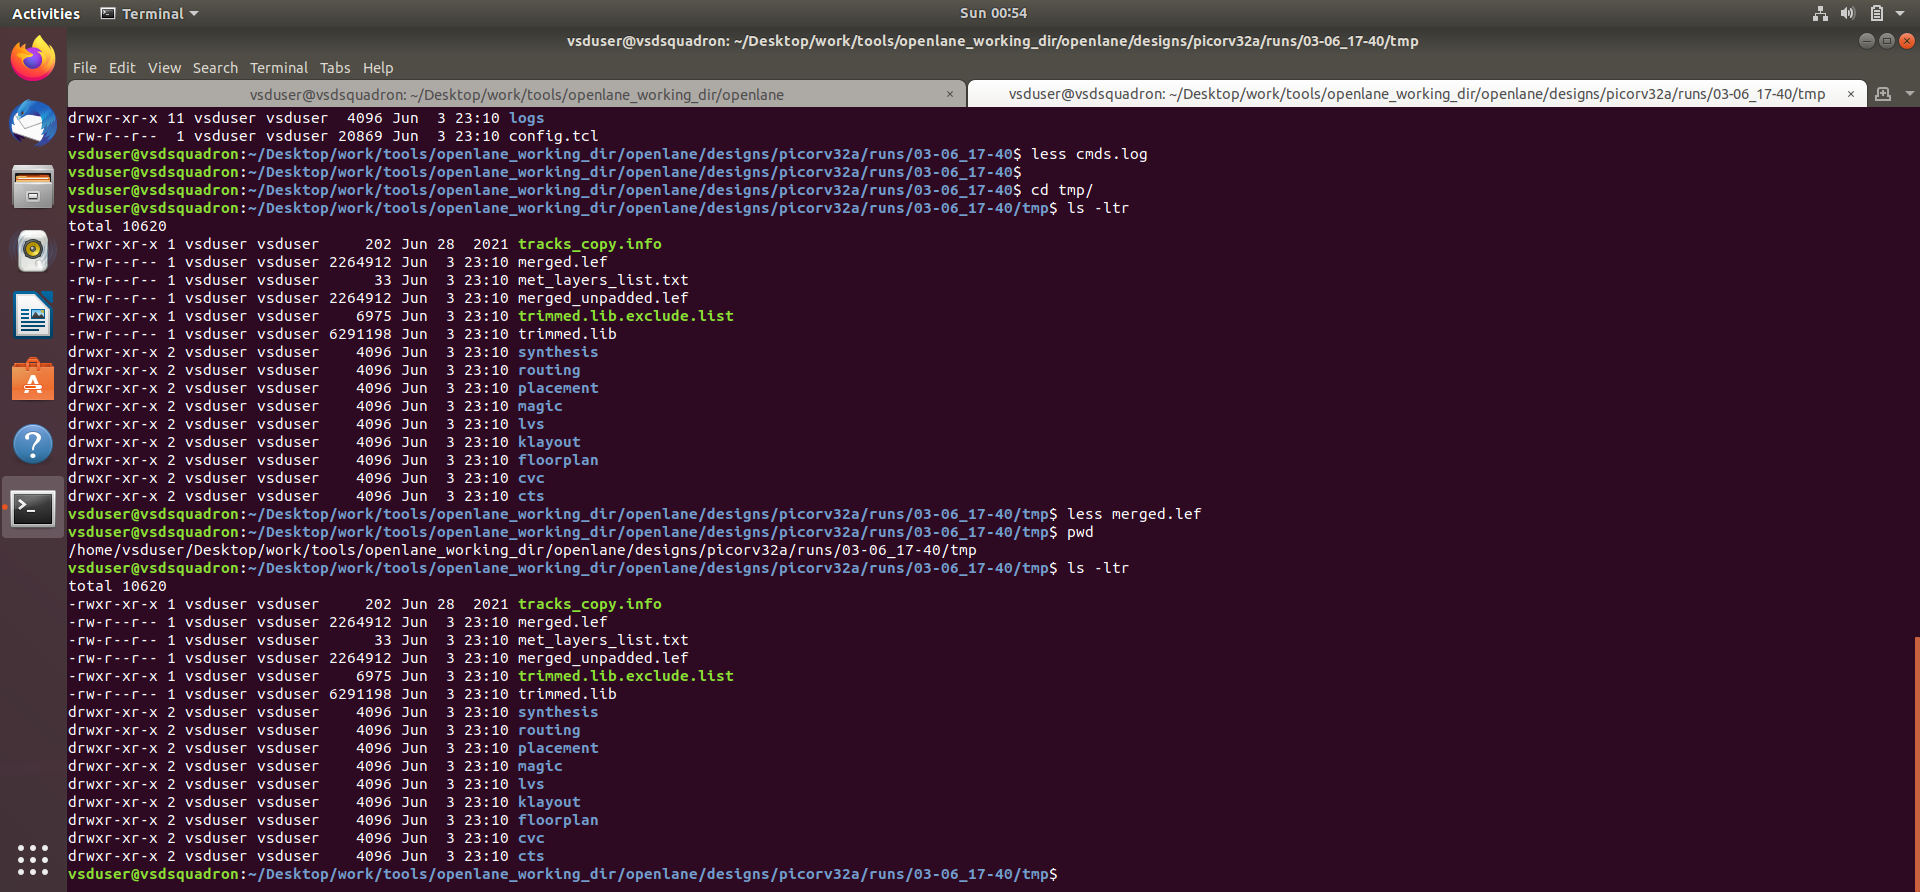 Activities Terminal Sun 00:54
vsduser@vsdsquadron: ~/Desktop/work/tools/openlane_working_dir/openlane/designs/picorv32a/runs/03-06_17-40/tmp
File Edit View Search Terminal Tabs Help
vsduser@vsdsquadron: ~/Desktop/work/tools/openlane_working_dir/openlane × vsduser@vsdsquadron: ~/Desktop/work/tools/openlane_working_dir/openlane/designs/picorv32a/runs/03-06_17-40/tmp ×
drwxr-xr-x 11 vsduser vsduser  4096 Jun  3 23:10 logs
-rw-r--r--  1 vsduser vsduser 20869 Jun  3 23:10 config.tcl
vsduser@vsdsquadron:~/Desktop/work/tools/openlane_working_dir/openlane/designs/picorv32a/runs/03-06_17-40$ less cmds.log
vsduser@vsdsquadron:~/Desktop/work/tools/openlane_working_dir/openlane/designs/picorv32a/runs/03-06_17-40$
vsduser@vsdsquadron:~/Desktop/work/tools/openlane_working_dir/openlane/designs/picorv32a/runs/03-06_17-40$ cd tmp/
vsduser@vsdsquadron:~/Desktop/work/tools/openlane_working_dir/openlane/designs/picorv32a/runs/03-06_17-40/tmp$ ls -ltr
total 10620
-rwxr-xr-x 1 vsduser vsduser     202 Jun 28  2021 tracks_copy.info
-rw-r--r-- 1 vsduser vsduser 2264912 Jun  3 23:10 merged.lef
-rw-r--r-- 1 vsduser vsduser      33 Jun  3 23:10 met_layers_list.txt
-rw-r--r-- 1 vsduser vsduser 2264912 Jun  3 23:10 merged_unpadded.lef
-rwxr-xr-x 1 vsduser vsduser    6975 Jun  3 23:10 trimmed.lib.exclude.list
-rw-r--r-- 1 vsduser vsduser 6291198 Jun  3 23:10 trimmed.lib
drwxr-xr-x 2 vsduser vsduser    4096 Jun  3 23:10 synthesis
drwxr-xr-x 2 vsduser vsduser    4096 Jun  3 23:10 routing
drwxr-xr-x 2 vsduser vsduser    4096 Jun  3 23:10 placement
drwxr-xr-x 2 vsduser vsduser    4096 Jun  3 23:10 magic
drwxr-xr-x 2 vsduser vsduser    4096 Jun  3 23:10 lvs
drwxr-xr-x 2 vsduser vsduser    4096 Jun  3 23:10 klayout
drwxr-xr-x 2 vsduser vsduser    4096 Jun  3 23:10 floorplan
drwxr-xr-x 2 vsduser vsduser    4096 Jun  3 23:10 cvc
drwxr-xr-x 2 vsduser vsduser    4096 Jun  3 23:10 cts
vsduser@vsdsquadron:~/Desktop/work/tools/openlane_working_dir/openlane/designs/picorv32a/runs/03-06_17-40/tmp$ less merged.lef
vsduser@vsdsquadron:~/Desktop/work/tools/openlane_working_dir/openlane/designs/picorv32a/runs/03-06_17-40/tmp$ pwd
/home/vsduser/Desktop/work/tools/openlane_working_dir/openlane/designs/picorv32a/runs/03-06_17-40/tmp
vsduser@vsdsquadron:~/Desktop/work/tools/openlane_working_dir/openlane/designs/picorv32a/runs/03-06_17-40/tmp$ ls -ltr
total 10620
-rwxr-xr-x 1 vsduser vsduser     202 Jun 28  2021 tracks_copy.info
-rw-r--r-- 1 vsduser vsduser 2264912 Jun  3 23:10 merged.lef
-rw-r--r-- 1 vsduser vsduser      33 Jun  3 23:10 met_layers_list.txt
-rw-r--r-- 1 vsduser vsduser 2264912 Jun  3 23:10 merged_unpadded.lef
-rwxr-xr-x 1 vsduser vsduser    6975 Jun  3 23:10 trimmed.lib.exclude.list
-rw-r--r-- 1 vsduser vsduser 6291198 Jun  3 23:10 trimmed.lib
drwxr-xr-x 2 vsduser vsduser    4096 Jun  3 23:10 synthesis
drwxr-xr-x 2 vsduser vsduser    4096 Jun  3 23:10 routing
drwxr-xr-x 2 vsduser vsduser    4096 Jun  3 23:10 placement
drwxr-xr-x 2 vsduser vsduser    4096 Jun  3 23:10 magic
drwxr-xr-x 2 vsduser vsduser    4096 Jun  3 23:10 lvs
drwxr-xr-x 2 vsduser vsduser    4096 Jun  3 23:10 klayout
drwxr-xr-x 2 vsduser vsduser    4096 Jun  3 23:10 floorplan
drwxr-xr-x 2 vsduser vsduser    4096 Jun  3 23:10 cvc
drwxr-xr-x 2 vsduser vsduser    4096 Jun  3 23:10 cts
vsduser@vsdsquadron:~/Desktop/work/tools/openlane_working_dir/openlane/designs/picorv32a/runs/03-06_17-40/tmp$